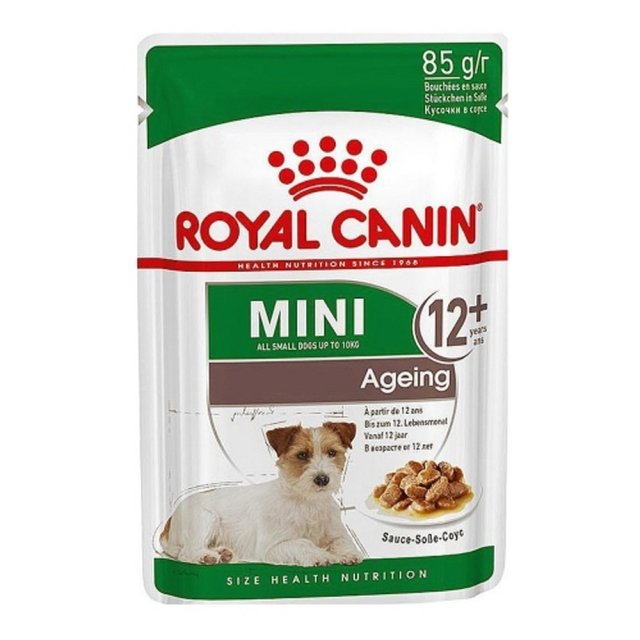 85 g/г
Bouchées en sauce
Stückchen in Soße
Кусочки в соусе
ROYAL CANIN®
HEALTH NUTRITION SINCE 1968
MINI
ALL SMALL DOGS UP TO 10KG
12+
years
ans
Ageing
À partir de 12 ans
Bis zum 12. Lebensmonat
Vanaf 12 jaar
В возрасте от 12 лет
Sauce-Soße-Соус
SIZE HEALTH NUTRITION